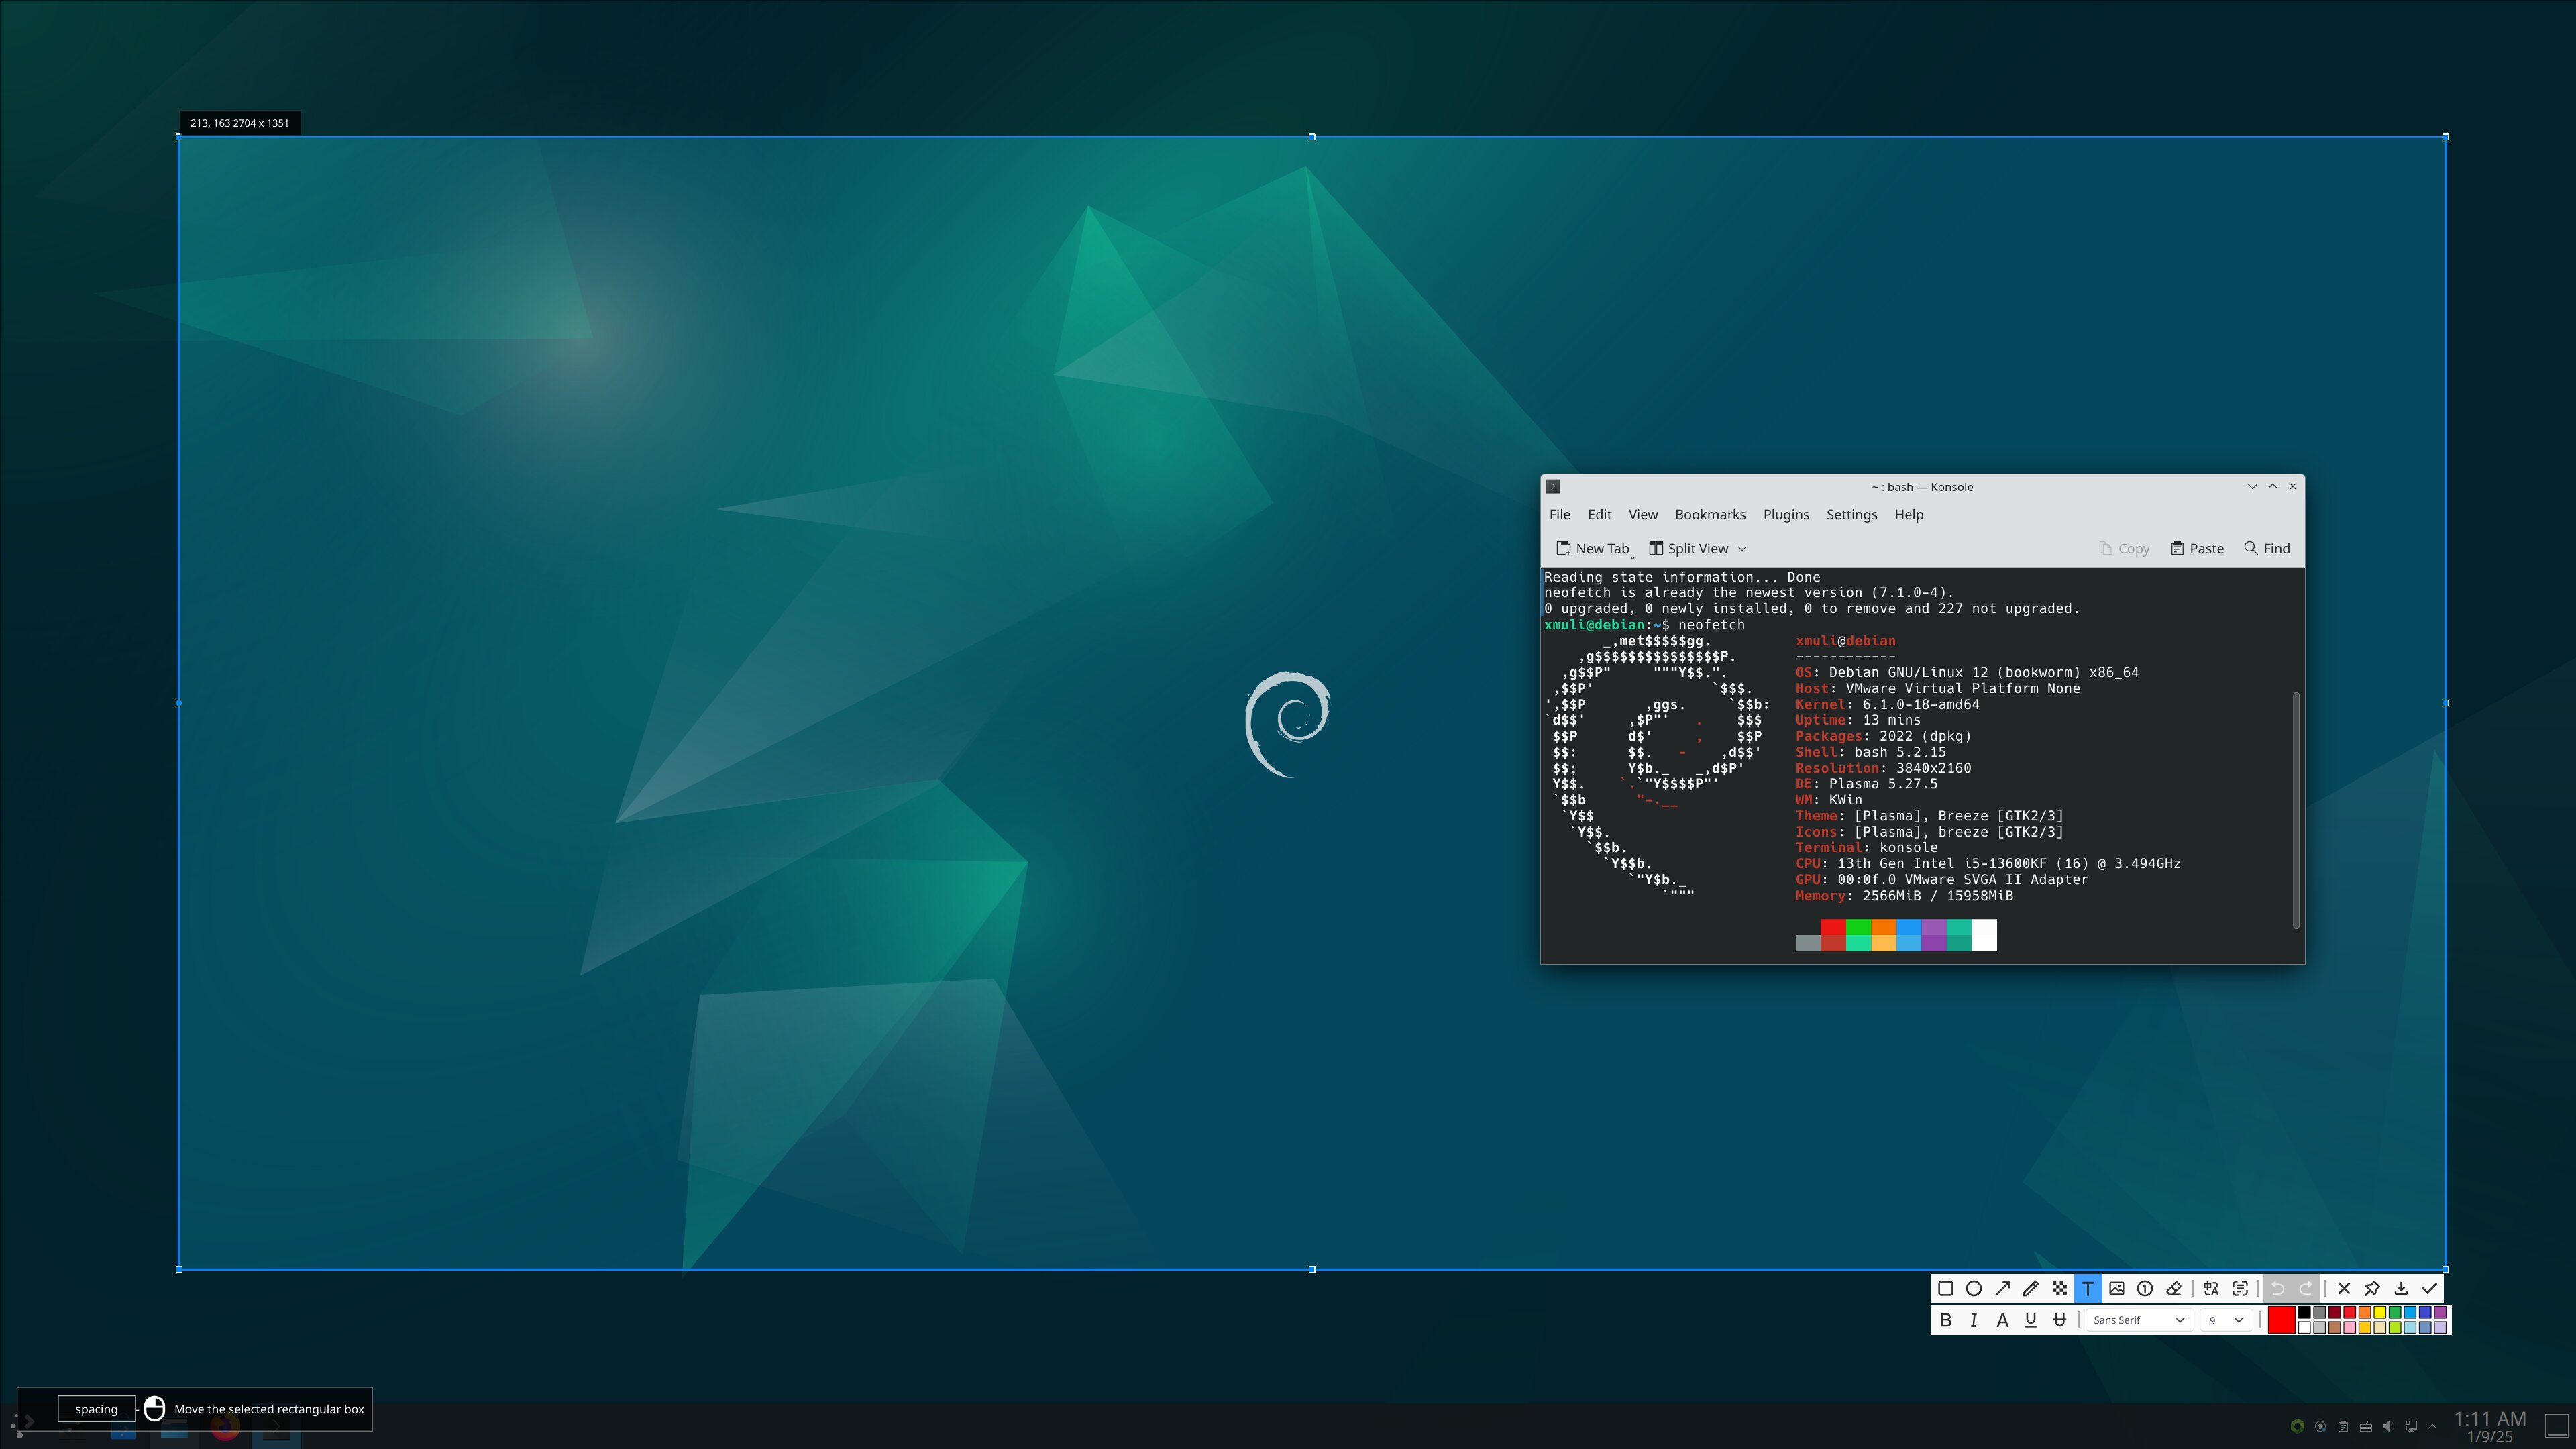 213, 163 2704 x 1351
~ : bash — Konsole
File Edit View Bookmarks Plugins Settings Help
New Tab Split View Copy Paste Find
Reading state information... Done
neofetch is already the newest version (7.1.0-4).
0 upgraded, 0 newly installed, 0 to remove and 227 not upgraded.
xmuli@debian:~$ neofetch
_,met$$$$$gg. xmuli@debian
,g$$$$$$$$$$$$$$$P. ------------
,g$$P" """Y$$.". OS: Debian GNU/Linux 12 (bookworm) x86_64
,$$P' `$$$. Host: VMware Virtual Platform None
',$$P ,ggs. `$$b: Kernel: 6.1.0-18-amd64
`d$$' ,$P"' . $$$ Uptime: 13 mins
$$P d$' , $$P Packages: 2022 (dpkg)
$$: $$. - ,d$$' Shell: bash 5.2.15
$$; Y$b._ _,d$P' Resolution: 3840x2160
Y$$. `.`"Y$$$$P"' DE: Plasma 5.27.5
`$$b "-.__ WM: KWin
`Y$$ Theme: [Plasma], Breeze [GTK2/3]
`Y$$. Icons: [Plasma], breeze [GTK2/3]
`$$b. Terminal: konsole
`Y$$b. CPU: 13th Gen Intel i5-13600KF (16) @ 3.494GHz
`"Y$b._ GPU: 00:0f.0 VMware SVGA II Adapter
`""" Memory: 2566MiB / 15958MiB
T 1
B I A U Sans Serif 9
spacing - Move the selected rectangular box
1:11 AM
1/9/25